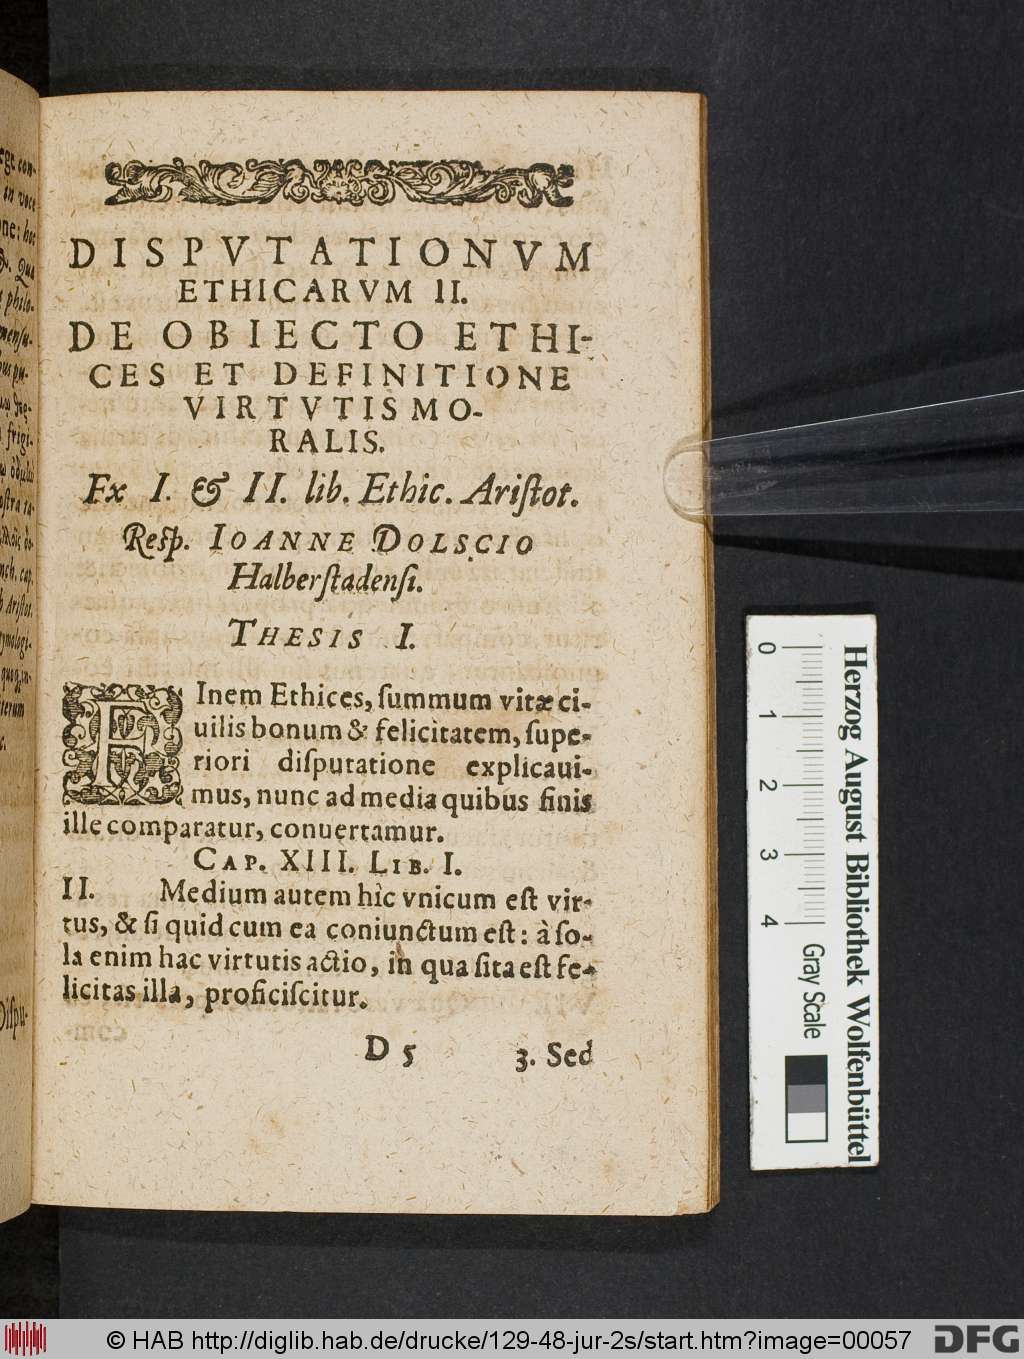 DISPVTATIONVM
ETHICARVM II.
DE OBIECTO ETHI-
CES ET DEFINITIONE
VIRTVTIS MO-
RALIS.
Ex I. & II. lib. Ethic. Aristot.
Resp. IOANNE DOLSCIO
Halberstadensi.
THESIS I.
FInem Ethices, summum vitæ ci-
uilis bonum & felicitatem, supe-
riori disputatione explicaui-
mus, nunc ad media quibus finis
ille comparatur, conuertamur.
CAP. XIII. LIB. I.
II. Medium autem hîc vnicum est vir-
tus, & si quid cum ea coniunctum est: à so-
la enim hac virtutis actio, in qua sita est fe-
licitas illa, proficiscitur.
D 5 3. Sed
0 1 2 3 4
Gray Scale
Herzog August Bibliothek Wolfenbüttel
© HAB http://diglib.hab.de/drucke/129-48-jur-2s/start.htm?image=00057
DFG